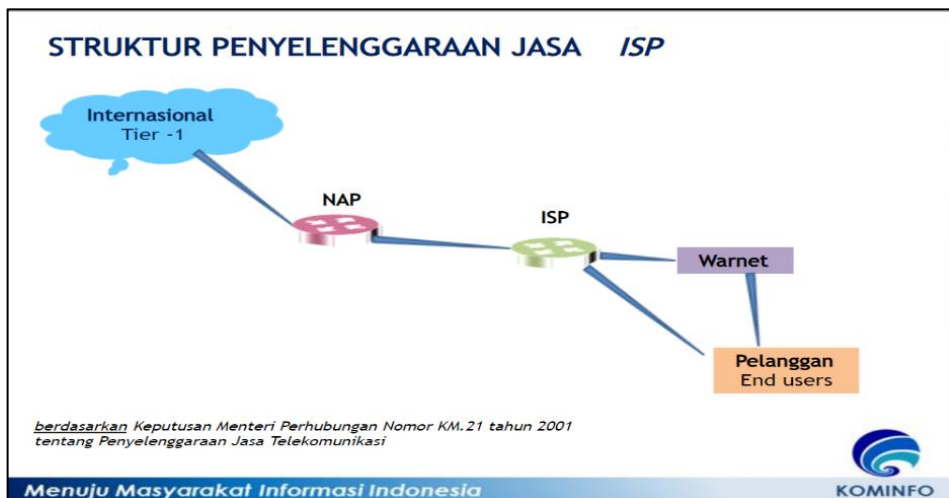 STRUKTUR PENYELENGGARAAN JASA ISP
Internasional
Tier -1
NAP
ISP
Warnet
Pelanggan
End users
berdasarkan Keputusan Menteri Perhubungan Nomor KM.21 tahun 2001
tentang Penyelenggaraan Jasa Telekomunikasi
Menuju Masyarakat Informasi Indonesia
KOMINFO